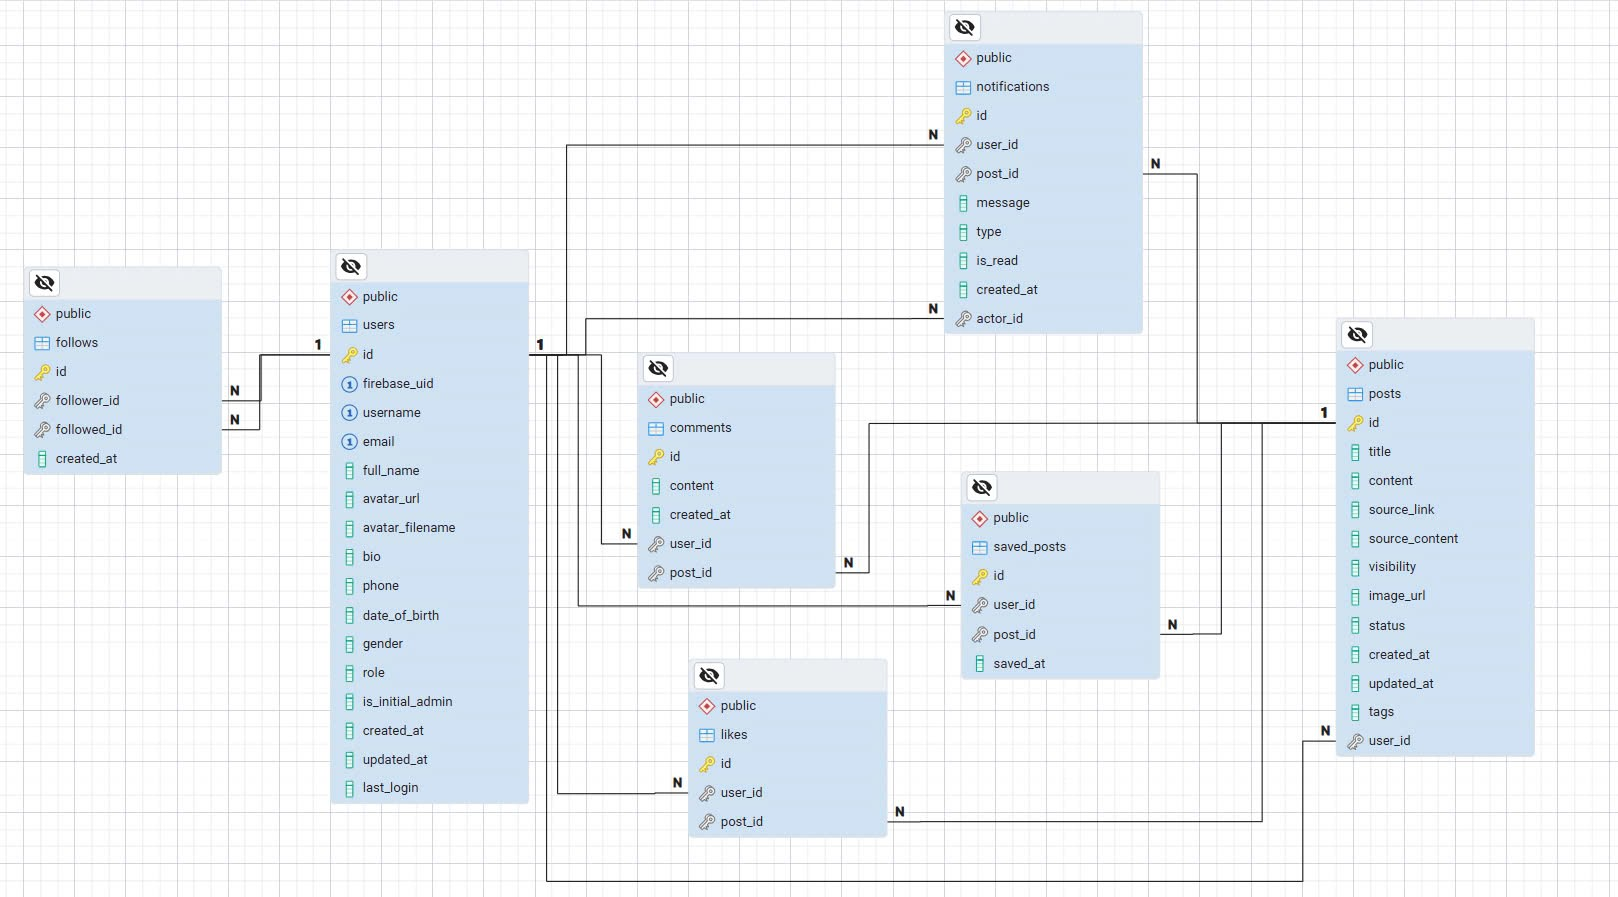 public
notifications
id
N
user_id
N
post_id
message
type
is_read
created_at
N
actor_id
public
follows
id
N
follower_id
N
followed_id
created_at
1
public
users
id
1
firebase_uid
username
email
full_name
avatar_url
avatar_filename
bio
phone
date_of_birth
gender
role
is_initial_admin
created_at
updated_at
last_login
public
comments
id
content
created_at
N
user_id
N
post_id
public
saved_posts
id
N
user_id
N
post_id
saved_at
public
likes
id
N
user_id
N
post_id
public
posts
1
id
title
content
source_link
source_content
visibility
image_url
status
created_at
updated_at
tags
N
user_id